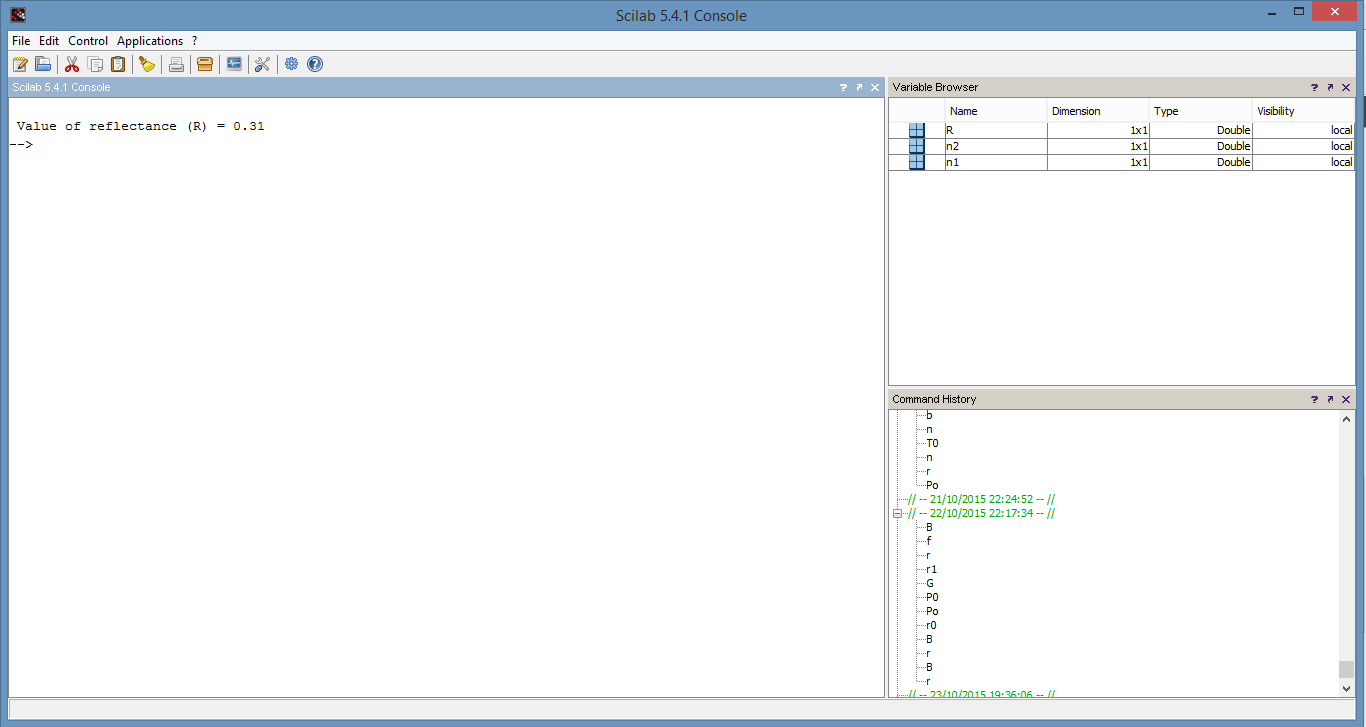 Scilab 5.4.1 Console
File Edit Control Applications ?
Scilab 5.4.1 Console
Value of reflectance (R) = 0.31
-->
Variable Browser
Name Dimension Type Visibility
R 1x1 Double local
n2 1x1 Double local
n1 1x1 Double local
Command History
b
n
T0
n
r
Po
// -- 21/10/2015 22:24:52 -- //
// -- 22/10/2015 22:17:34 -- //
B
f
r
r1
G
P0
Po
r0
B
r
B
r
// -- 23/10/2015 19:36:06 -- //